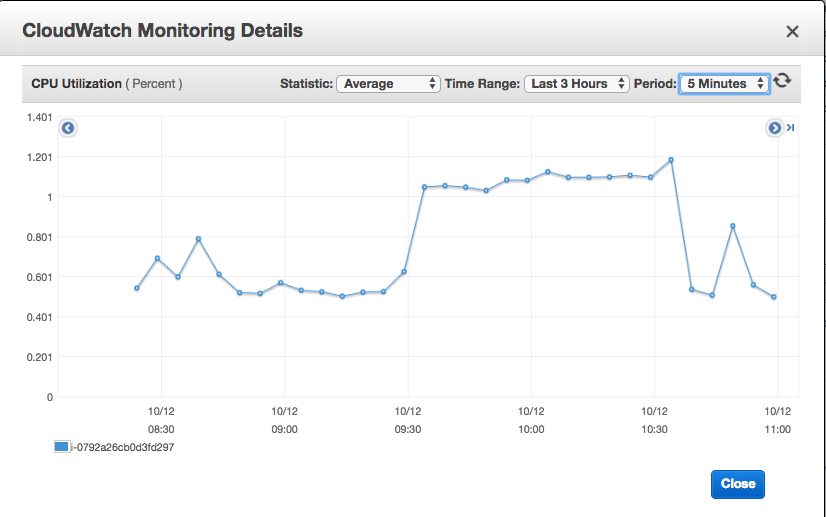 CloudWatch Monitoring Details
CPU Utilization ( Percent )
Statistic: Average Time Range: Last 3 Hours Period: 5 Minutes
1.401
1.201
1
0.801
0.601
0.401
0.201
0
10/12 10/12 10/12 10/12 10/12 10/12
08:30 09:00 09:30 10:00 10:30 11:00
i-0792a26cb0d3fd297
Close